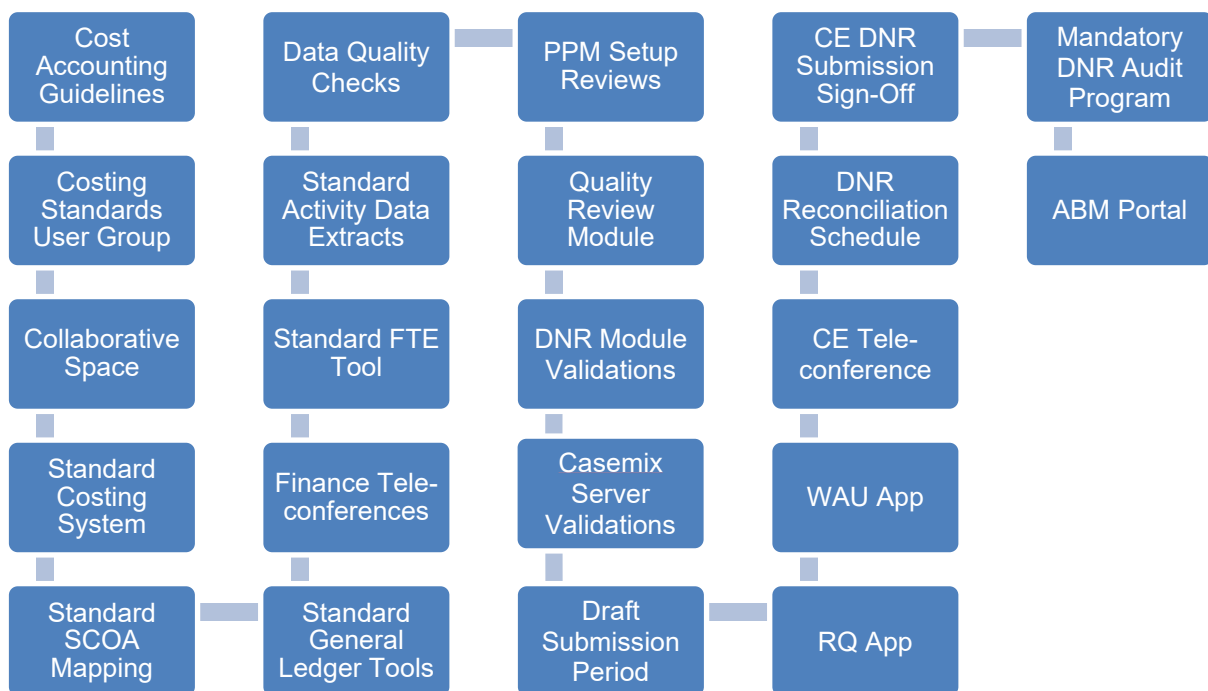 Cost
Accounting
Guidelines
Costing
Standards
User Group
Collaborative
Space
Standard
Costing
System
Standard
SCOA
Mapping
Standard
General
Ledger Tools
Finance Tele-
conferences
Standard FTE
Tool
Standard
Activity Data
Extracts
Data Quality
Checks
PPM Setup
Reviews
Quality
Review
Module
DNR Module
Validations
Casemix
Server
Validations
Draft
Submission
Period
RQ App
WAU App
CE Tele-
conference
DNR
Reconciliation
Schedule
CE DNR
Submission
Sign-Off
Mandatory
DNR Audit
Program
ABM Portal